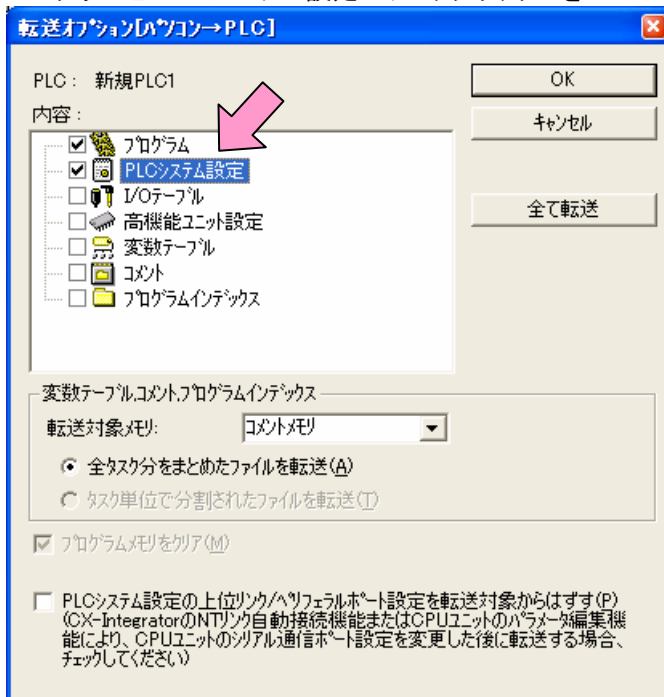 転送オプション[パソコン→PLC]
PLC： 新規PLC1
OK
内容：
キャンセル
プログラム
PLCシステム設定
I/Oテーブル
全て転送
高機能ユニット設定
変数テーブル
コメント
プログラムインデックス
変数テーブル,コメント,プログラムインデックス
転送対象メモリ:
コメントメモリ
全タスク分をまとめたファイルを転送(A)
タスク単位で分割されたファイルを転送(T)
プログラムメモリをクリア(M)
PLCシステム設定の上位リンク/ペリフェラルポート設定を転送対象からはずす(P)
(CX-IntegratorのNTリンク自動接続機能またはCPUユニットのパラメータ編集機
能により、CPUユニットのシリアル通信ポート設定を変更した後に転送する場合、
チェックしてください)